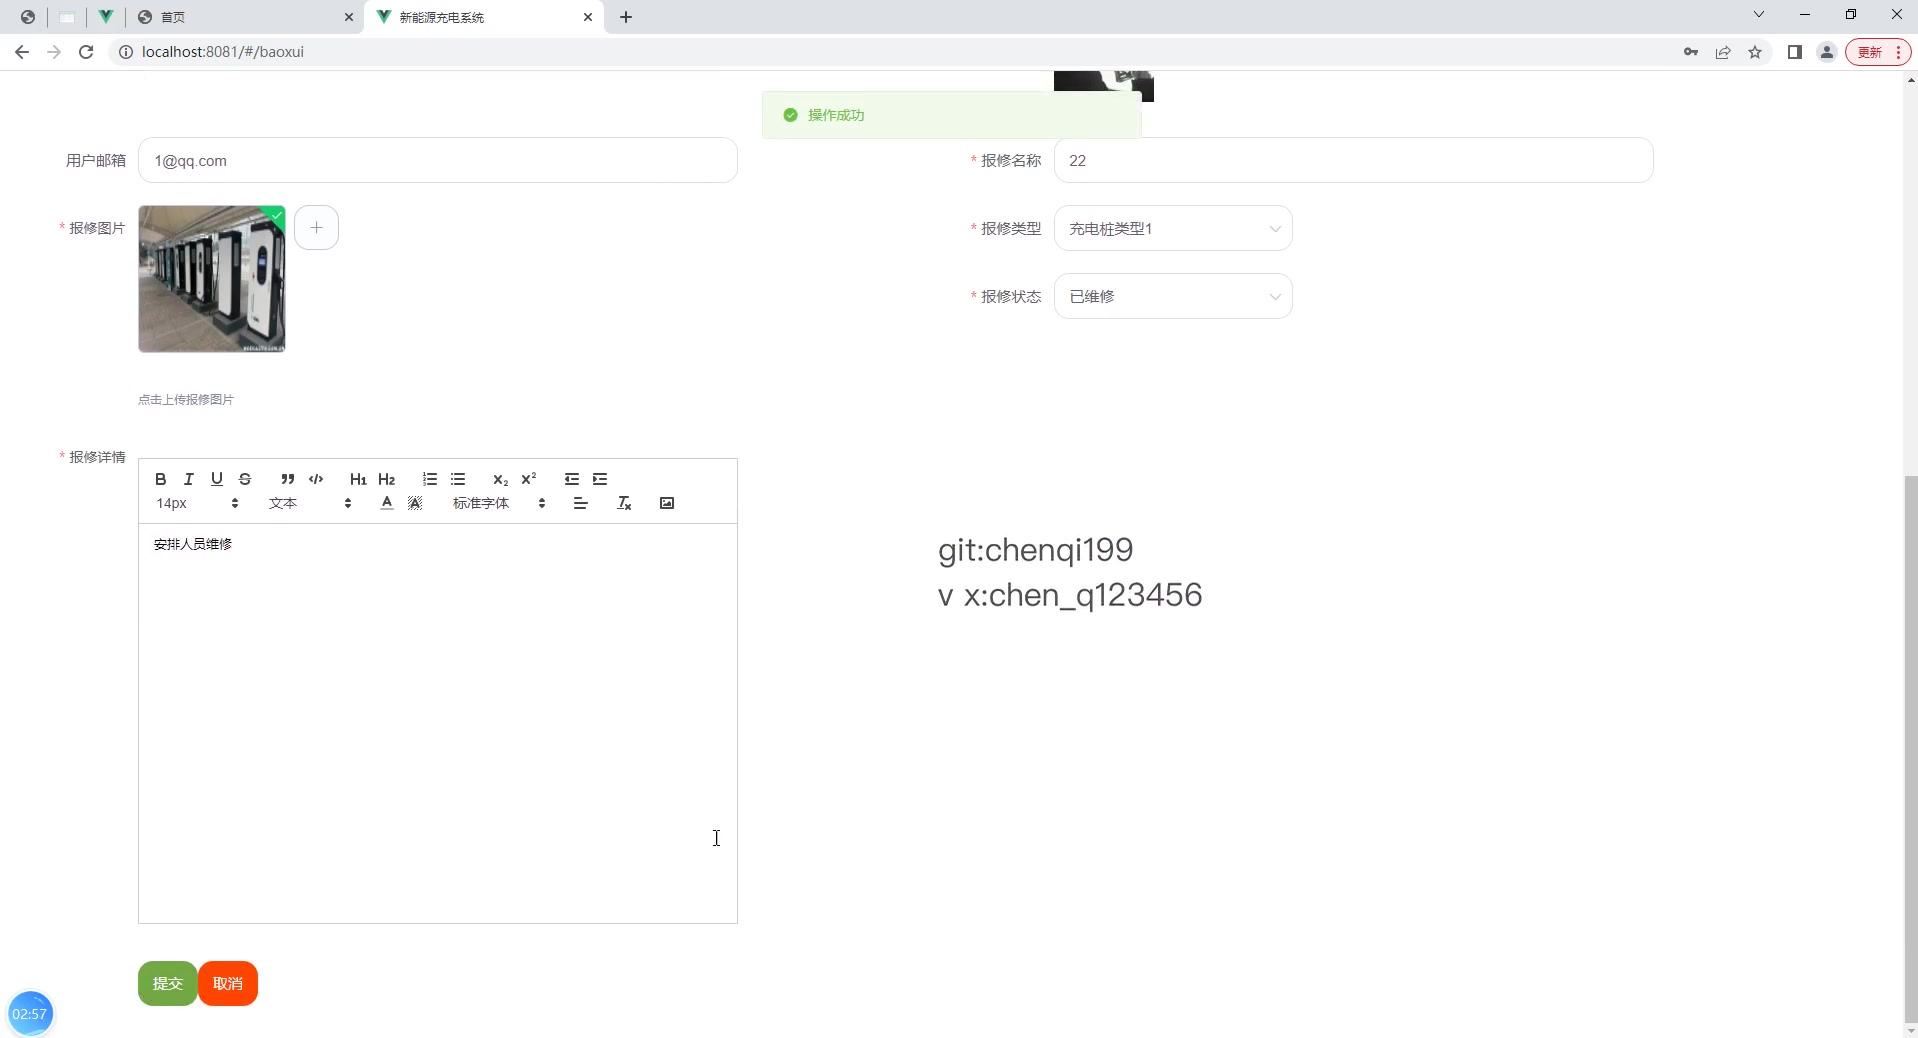 首页
新能源充电系统
localhost:8081/#/baoxui
更新
操作成功
用户邮箱
1@qq.com
* 报修名称
22
* 报修图片
* 报修类型
充电桩类型1
* 报修状态
已维修
点击上传报修图片
* 报修详情
B I U S H1 H2 x2 x2
14px 文本 A A 标准字体 Tx
安排人员维修
git:chenqi199
v x:chen_q123456
提交 取消
02:57